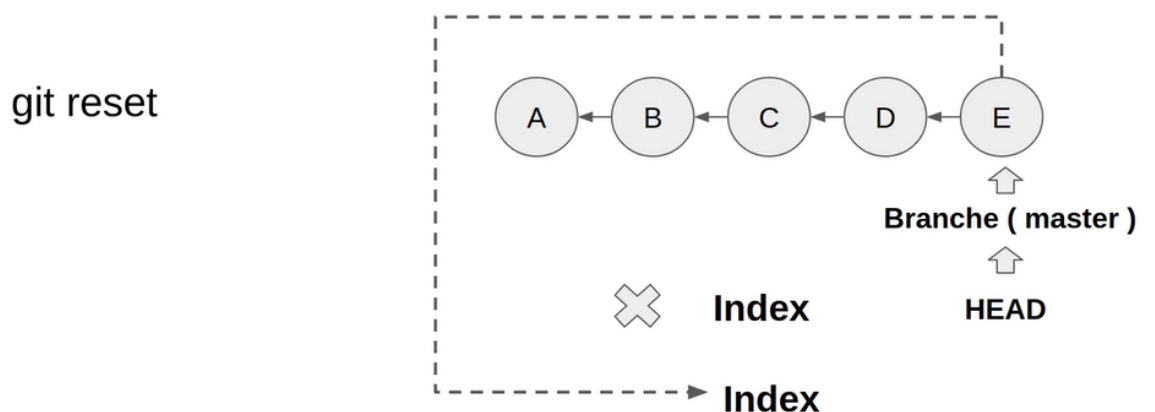 git reset
A B C D E
Branche ( master )
HEAD
Index
Index